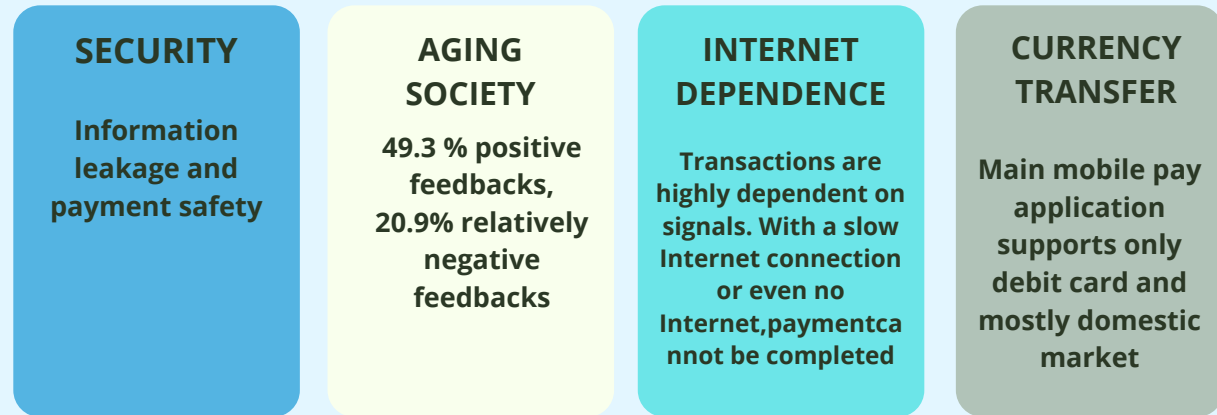 SECURITY
Information
leakage and
payment safety
AGING
SOCIETY
49.3 % positive
feedbacks,
20.9% relatively
negative
feedbacks
INTERNET
DEPENDENCE
Transactions are
highly dependent on
signals. With a slow
Internet connection
or even no
Internet,paymentca
nnot be completed
CURRENCY
TRANSFER
Main mobile pay
application
supports only
debit card and
mostly domestic
market